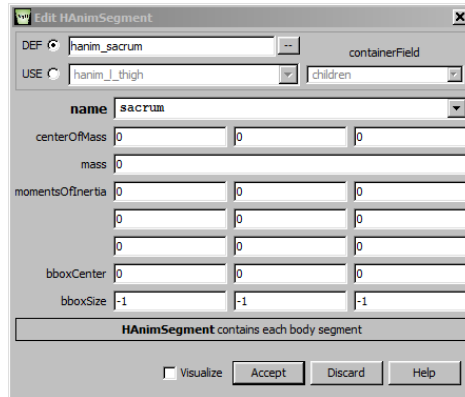 Edit HAnimSegment
DEF hanim_sacrum -- containerField
USE hanim_l_thigh children
name sacrum
centerOfMass 0 0 0
mass 0
momentsOfInertia 0 0 0
0 0 0
0 0 0
bboxCenter 0 0 0
bboxSize -1 -1 -1
HAnimSegment contains each body segment
Visualize Accept Discard Help